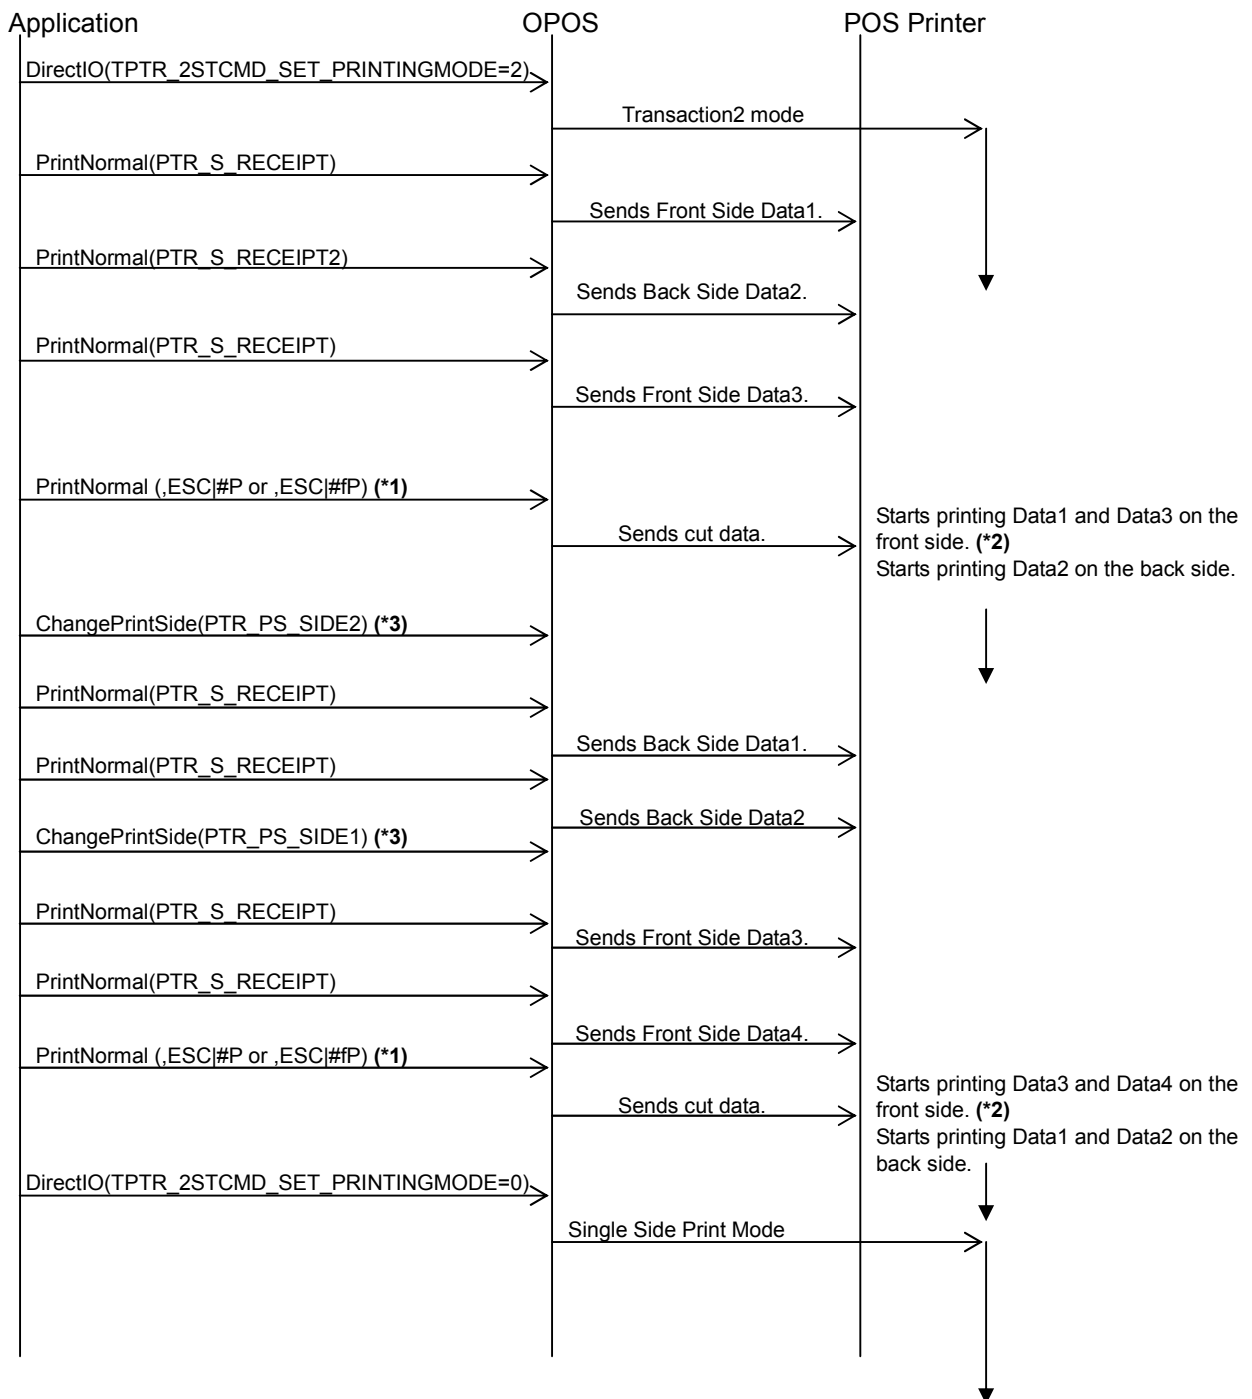 Application OPOS POS Printer
DirectIO(TPTR_2STCMD_SET_PRINTINGMODE=2)
Transaction2 mode
PrintNormal(PTR_S_RECEIPT)
Sends Front Side Data1.
PrintNormal(PTR_S_RECEIPT2)
Sends Back Side Data2.
PrintNormal(PTR_S_RECEIPT)
Sends Front Side Data3.
PrintNormal (,ESC|#P or ,ESC|#fP) (*1)
Sends cut data.
Starts printing Data1 and Data3 on the
front side. (*2)
Starts printing Data2 on the back side.
ChangePrintSide(PTR_PS_SIDE2) (*3)
PrintNormal(PTR_S_RECEIPT)
Sends Back Side Data1.
PrintNormal(PTR_S_RECEIPT)
Sends Back Side Data2
ChangePrintSide(PTR_PS_SIDE1) (*3)
PrintNormal(PTR_S_RECEIPT)
Sends Front Side Data3.
PrintNormal(PTR_S_RECEIPT)
Sends Front Side Data4.
PrintNormal (,ESC|#P or ,ESC|#fP) (*1)
Sends cut data.
Starts printing Data3 and Data4 on the
front side. (*2)
Starts printing Data1 and Data2 on the
back side.
DirectIO(TPTR_2STCMD_SET_PRINTINGMODE=0)
Single Side Print Mode